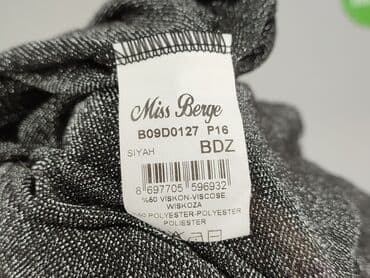 Miss Berge
B09D0127 P16
SIYAH BDZ
8 697705 596932
%50 VISKON-VISCOSE
WISKOZA
POLYESTER-POLYESTER
POLIESTER